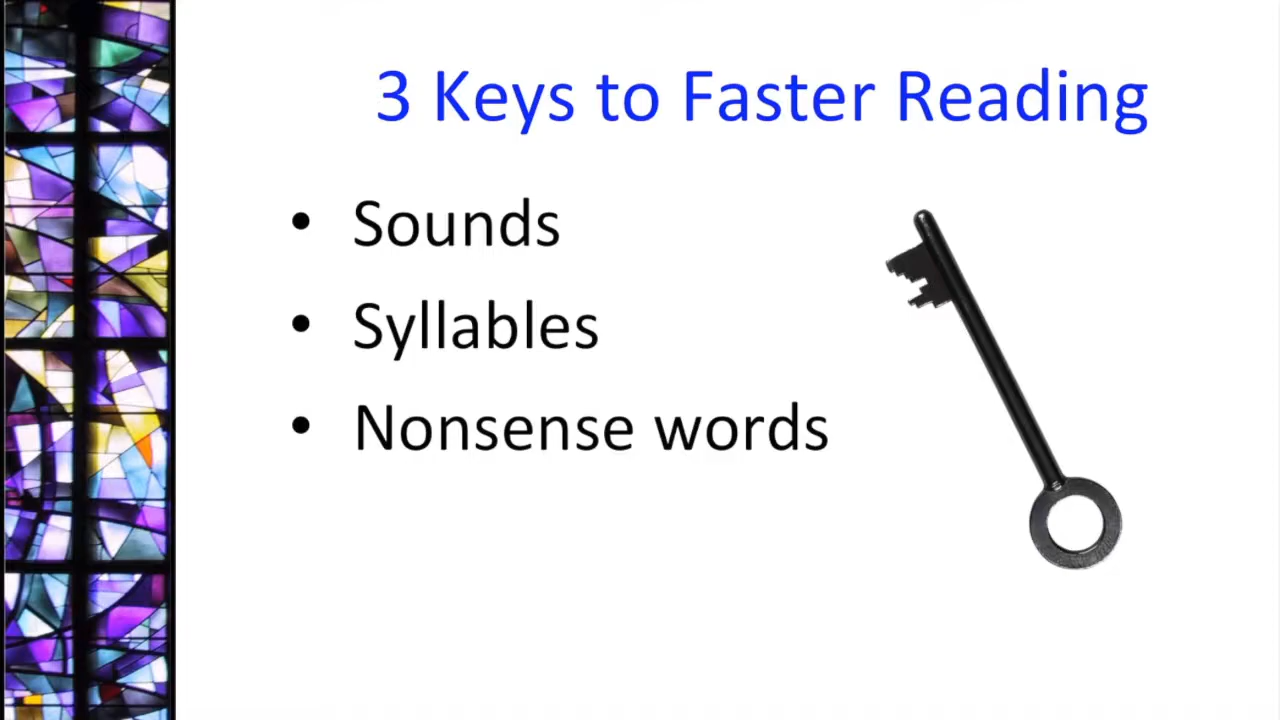 3 Keys to Faster Reading
• Sounds
• Syllables
• Nonsense words